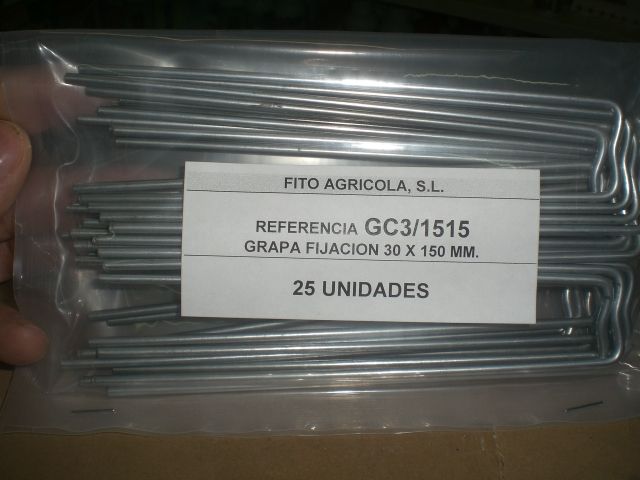 FITO AGRICOLA, S.L.
REFERENCIA GC3/1515
GRAPA FIJACION 30 X 150 MM.
25 UNIDADES